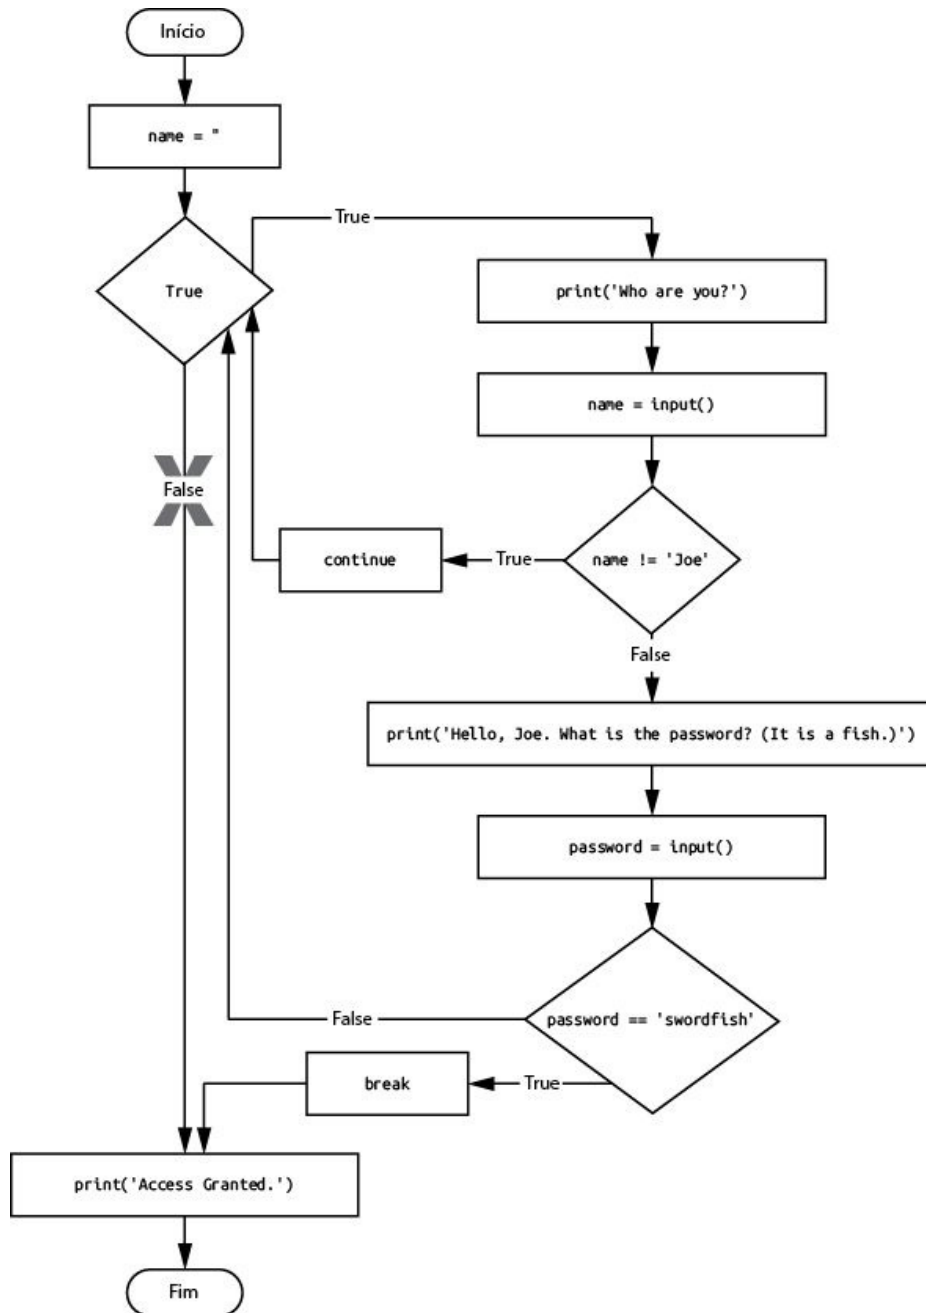 Início
name = "
True
True
print('Who are you?')
name = input()
name != 'Joe'
True
continue
False
False
print('Hello, Joe. What is the password? (It is a fish.)')
password = input()
password == 'swordfish'
False
True
break
print('Access Granted.')
Fim